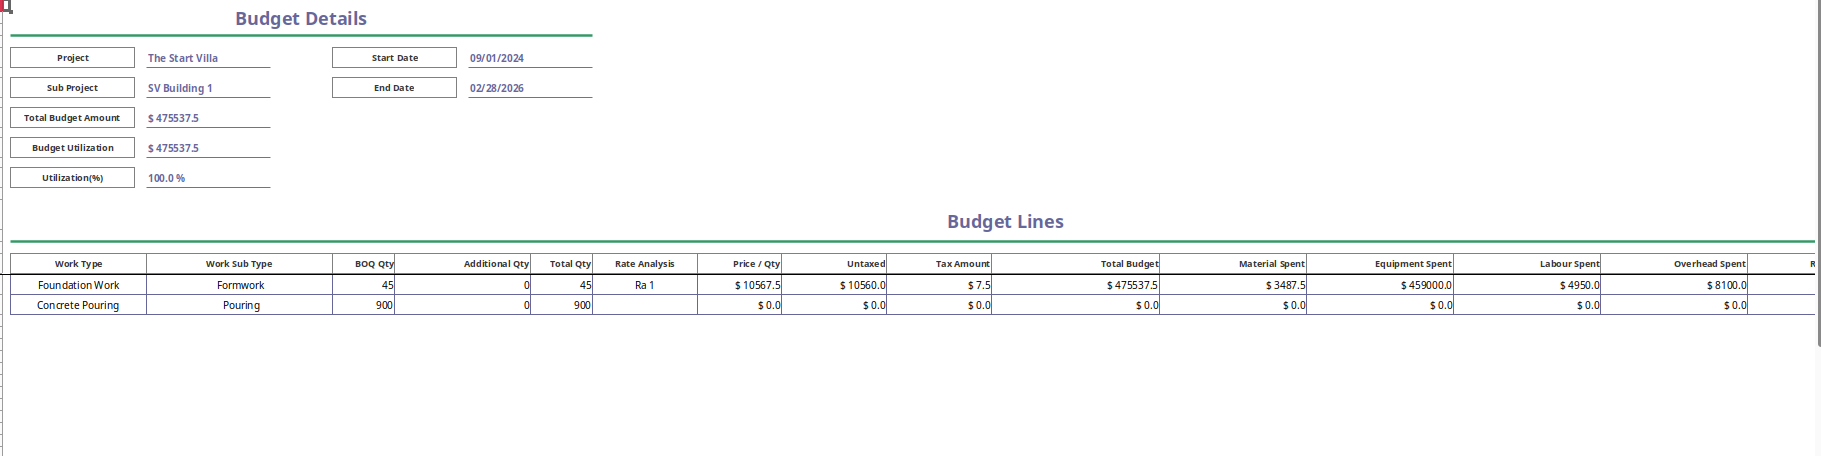 Budget Details
Project The Start Villa Start Date 09/01/2024
Sub Project SV Building 1 End Date 02/28/2026
Total Budget Amount $ 475537.5
Budget Utilization $ 475537.5
Utilization(%) 100.0 %
Budget Lines
Work Type Work Sub Type BOQ Qty Additional Qty Total Qty Rate Analysis Price / Qty Untaxed Tax Amount Total Budget Material Spent Equipment Spent Labour Spent Overhead Spent R
Foundation Work Formwork 45 0 45 Ra 1 $ 10567.5 $ 10560.0 $ 7.5 $ 475537.5 $ 3487.5 $ 459000.0 $ 4950.0 $ 8100.0
Concrete Pouring Pouring 900 0 900 $ 0.0 $ 0.0 $ 0.0 $ 0.0 $ 0.0 $ 0.0 $ 0.0 $ 0.0